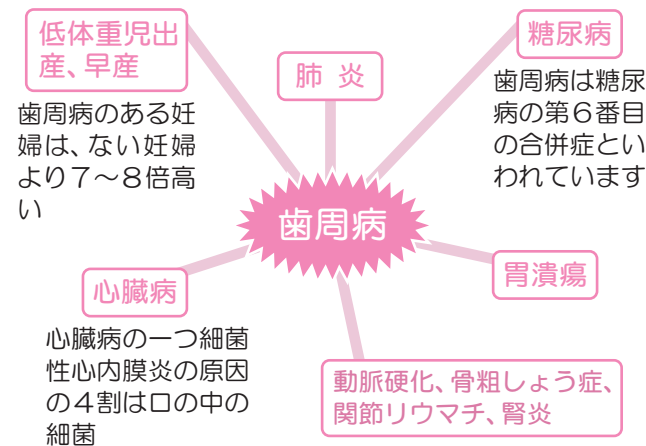 低体重児出
産、早産
歯周病のある妊
婦は、ない妊婦
より７～８倍高
い
肺 炎
糖尿病
歯周病は糖尿
病の第６番目
の合併症とい
われています
歯周病
心臓病
心臓病の一つ細菌
性心内膜炎の原因
の４割は口の中の
細菌
胃潰瘍
動脈硬化、骨粗しょう症、
関節リウマチ、腎炎